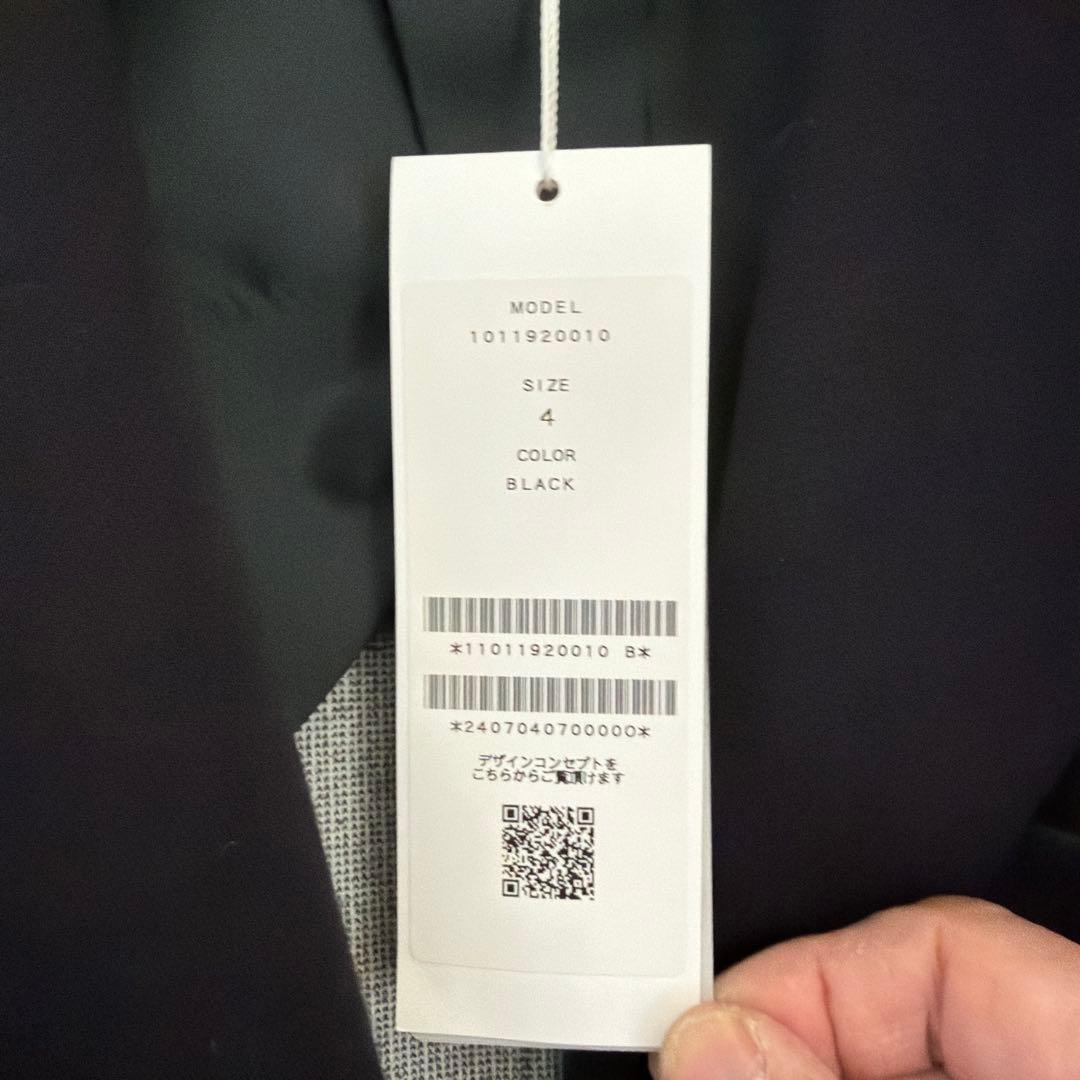 MODEL
1011920010
SIZE
4
COLOR
BLACK
*11011920010 B*
*2407040700000*
デザインコンセプトを
こちらからご覧頂けます